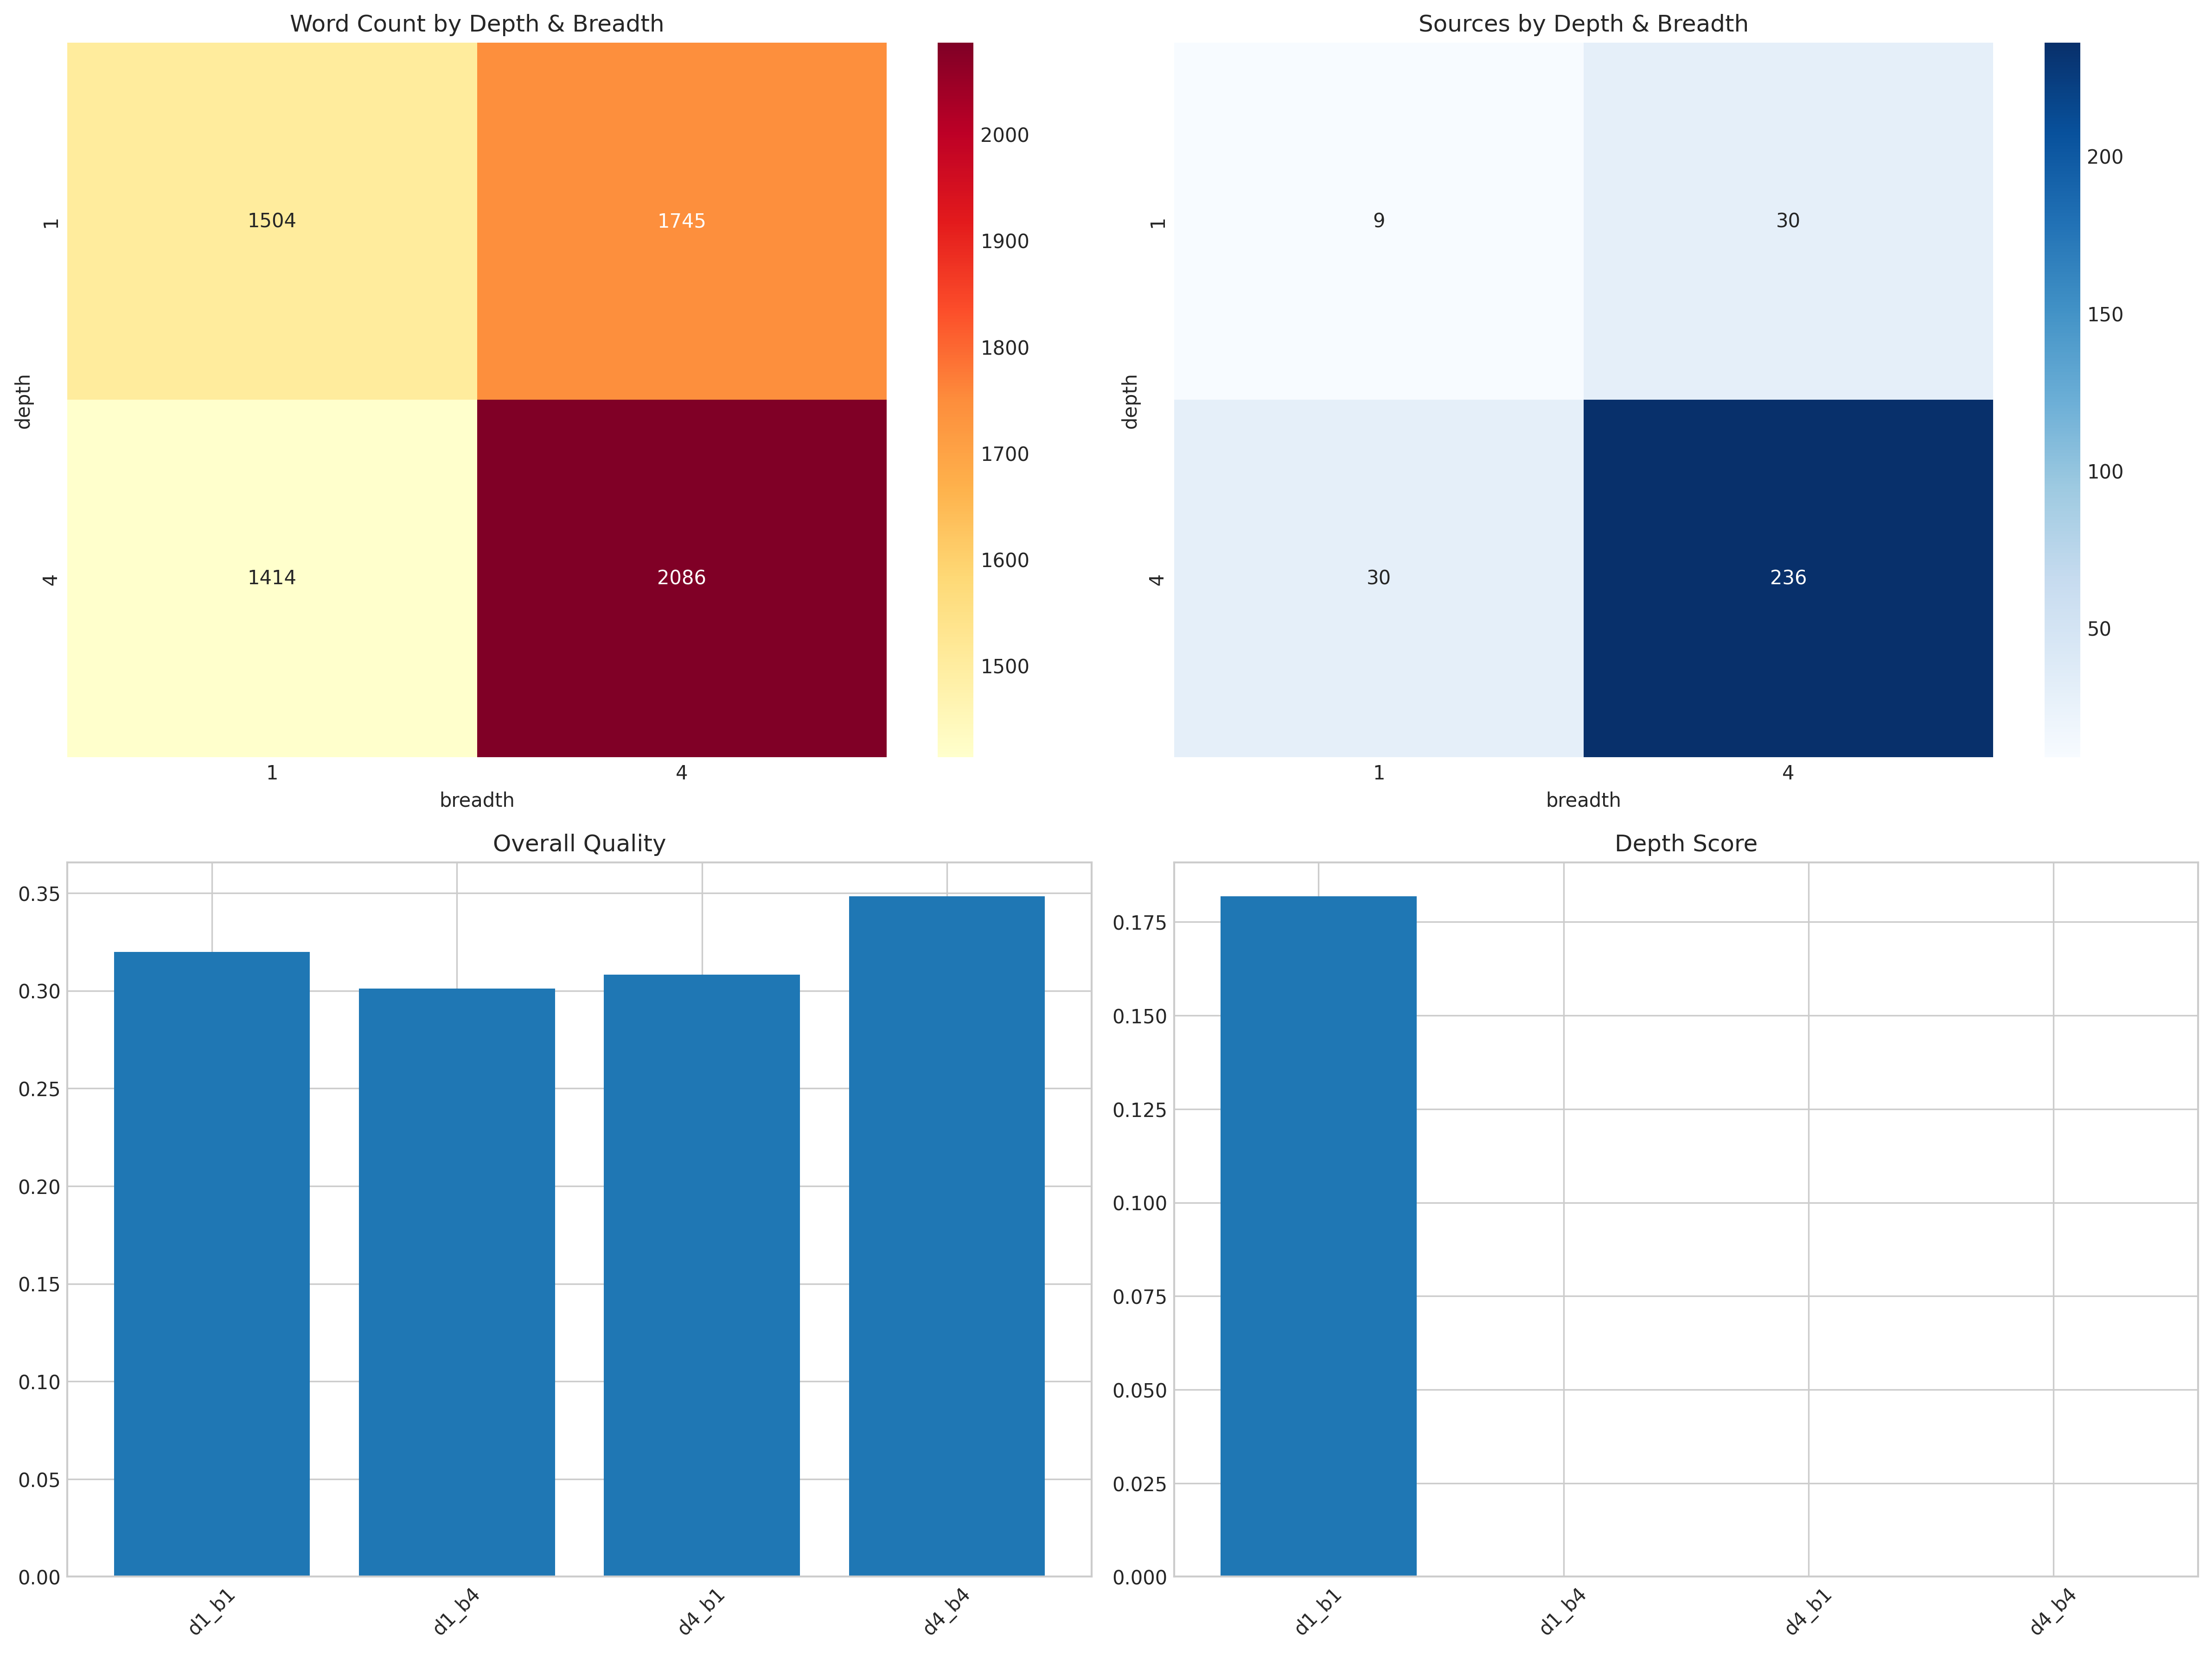 Word Count by Depth & Breadth
1504
1745
1414
2086
1
4
depth
1
4
breadth
2000
1900
1800
1700
1600
1500
Sources by Depth & Breadth
9
30
30
236
1
4
depth
1
4
breadth
200
150
100
50
Overall Quality
0.35
0.30
0.25
0.20
0.15
0.10
0.05
0.00
d1_b1
d1_b4
d4_b1
d4_b4
Depth Score
0.175
0.150
0.125
0.100
0.075
0.050
0.025
0.000
d1_b1
d1_b4
d4_b1
d4_b4